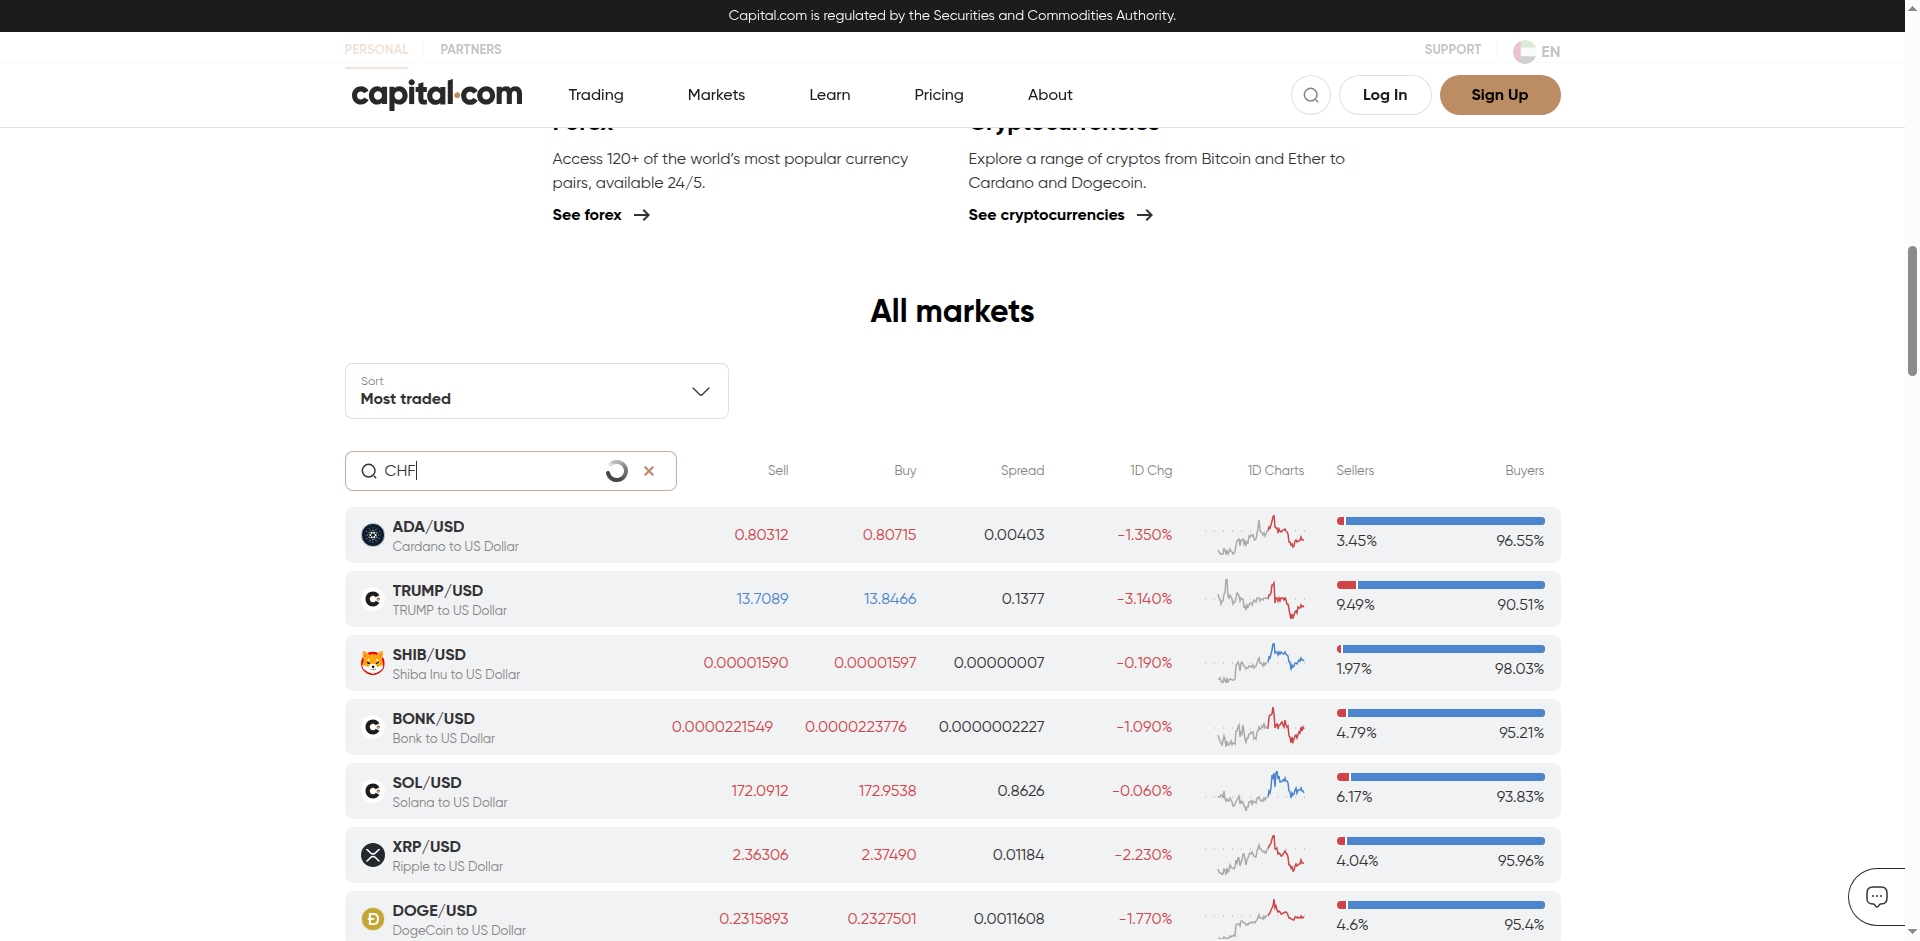 Capital.com is regulated by the Securities and Commodities Authority.
PERSONAL PARTNERS SUPPORT EN
capital.com Trading Markets Learn Pricing About Log In Sign Up
Forex Cryptocurrencies
Access 120+ of the world's most popular currency
pairs, available 24/5.
See forex
Explore a range of cryptos from Bitcoin and Ether to
Cardano and Dogecoin.
See cryptocurrencies
All markets
Sort
Most traded
CHF Sell Buy Spread 1D Chg 1D Charts Sellers Buyers
ADA/USD
Cardano to US Dollar
0.80312 0.80715 0.00403 -1.350% 3.45% 96.55%
TRUMP/USD
TRUMP to US Dollar
13.7089 13.8466 0.1377 -3.140% 9.49% 90.51%
SHIB/USD
Shiba Inu to US Dollar
0.00001590 0.00001597 0.00000007 -0.190% 1.97% 98.03%
BONK/USD
Bonk to US Dollar
0.0000221549 0.0000223776 0.0000002227 -1.090% 4.79% 95.21%
SOL/USD
Solana to US Dollar
172.0912 172.9538 0.8626 -0.060% 6.17% 93.83%
XRP/USD
Ripple to US Dollar
2.36306 2.37490 0.01184 -2.230% 4.04% 95.96%
DOGE/USD
DogeCoin to US Dollar
0.2315893 0.2327501 0.0011608 -1.770% 4.6% 95.4%